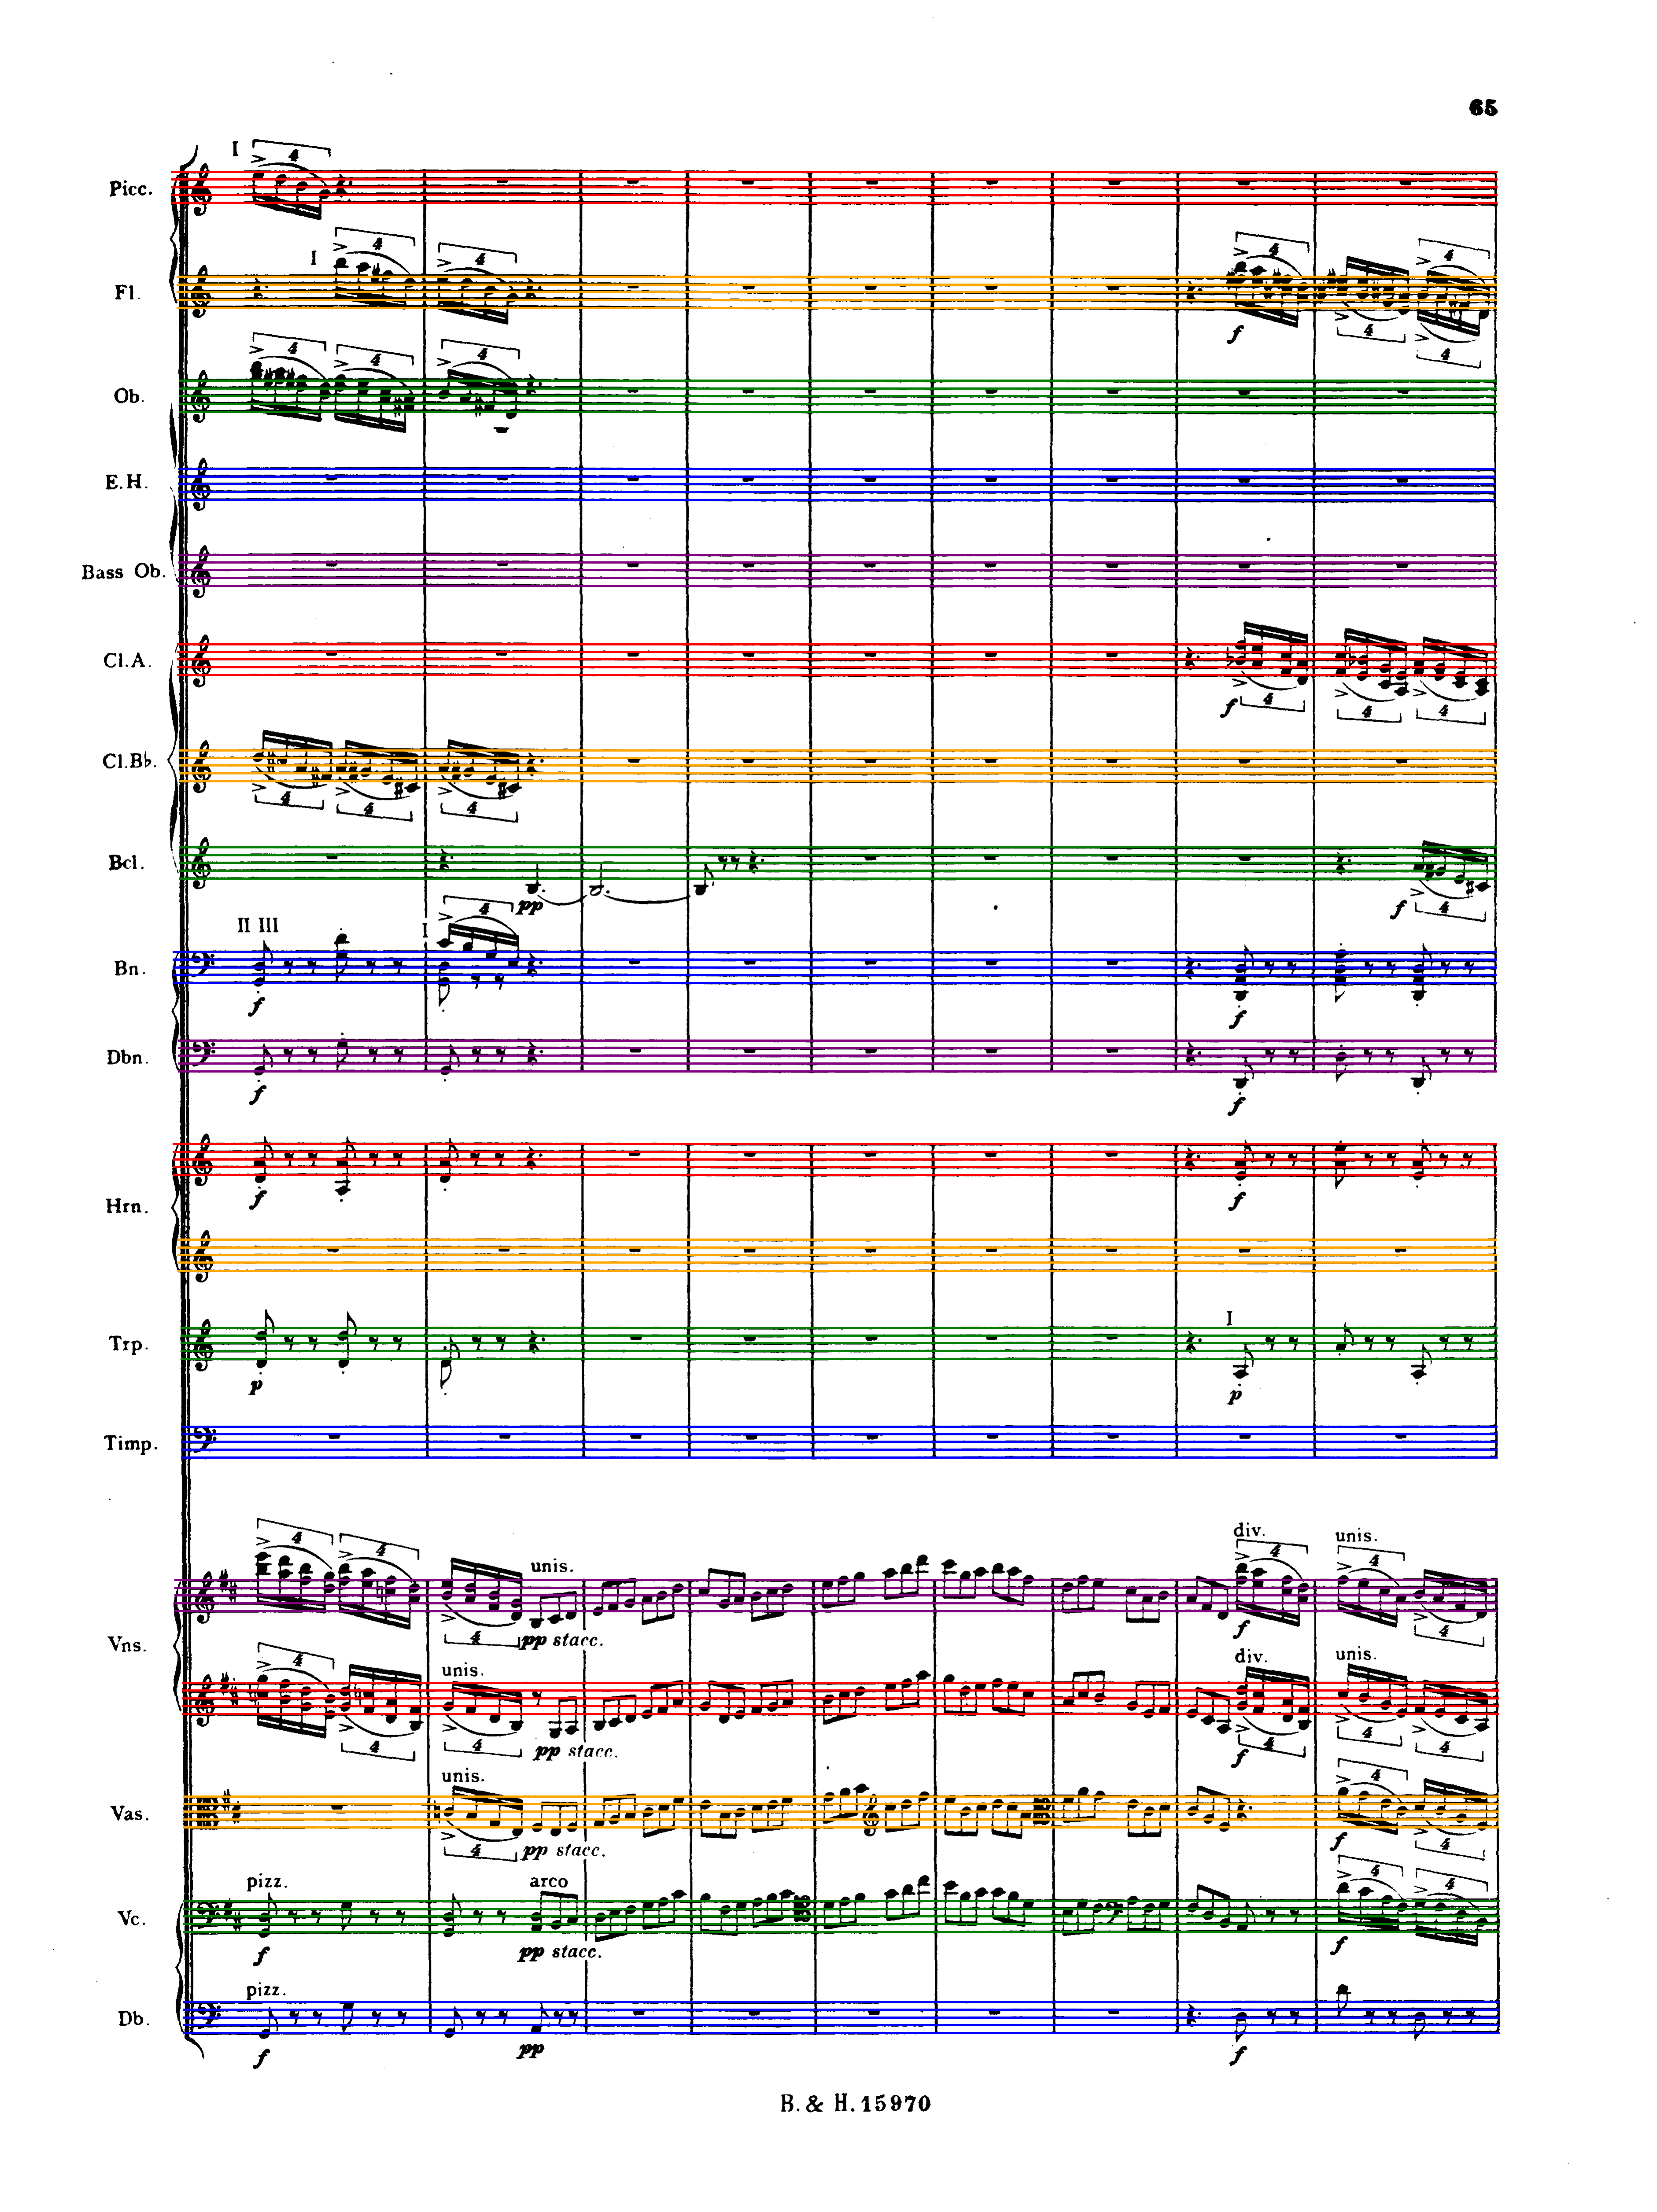 65
I 4
Picc.
I 4 4 4 4
Fl.
f 4 4
4 4 4
Ob.
E.H.
Bass Ob.
Cl.A.
f 4 4 4
Cl.B♭.
4 4 4
Bcl.
pp f 4
II III I 4
Bn.
f f
Dbn.
f f
Hrn.
f f
I
Trp.
p p
Timp.
4 4 unis. div. 4 unis. 4
4 pp stacc. f 4
Vns.
4 unis. div. unis.
4 4 pp stacc. f 4 4 4
unis. 4
Vas.
4 pp stacc. f 4
pizz. arco 4 4
Vc.
f pp stacc. f
pizz.
Db.
f pp f
B. & H. 15970